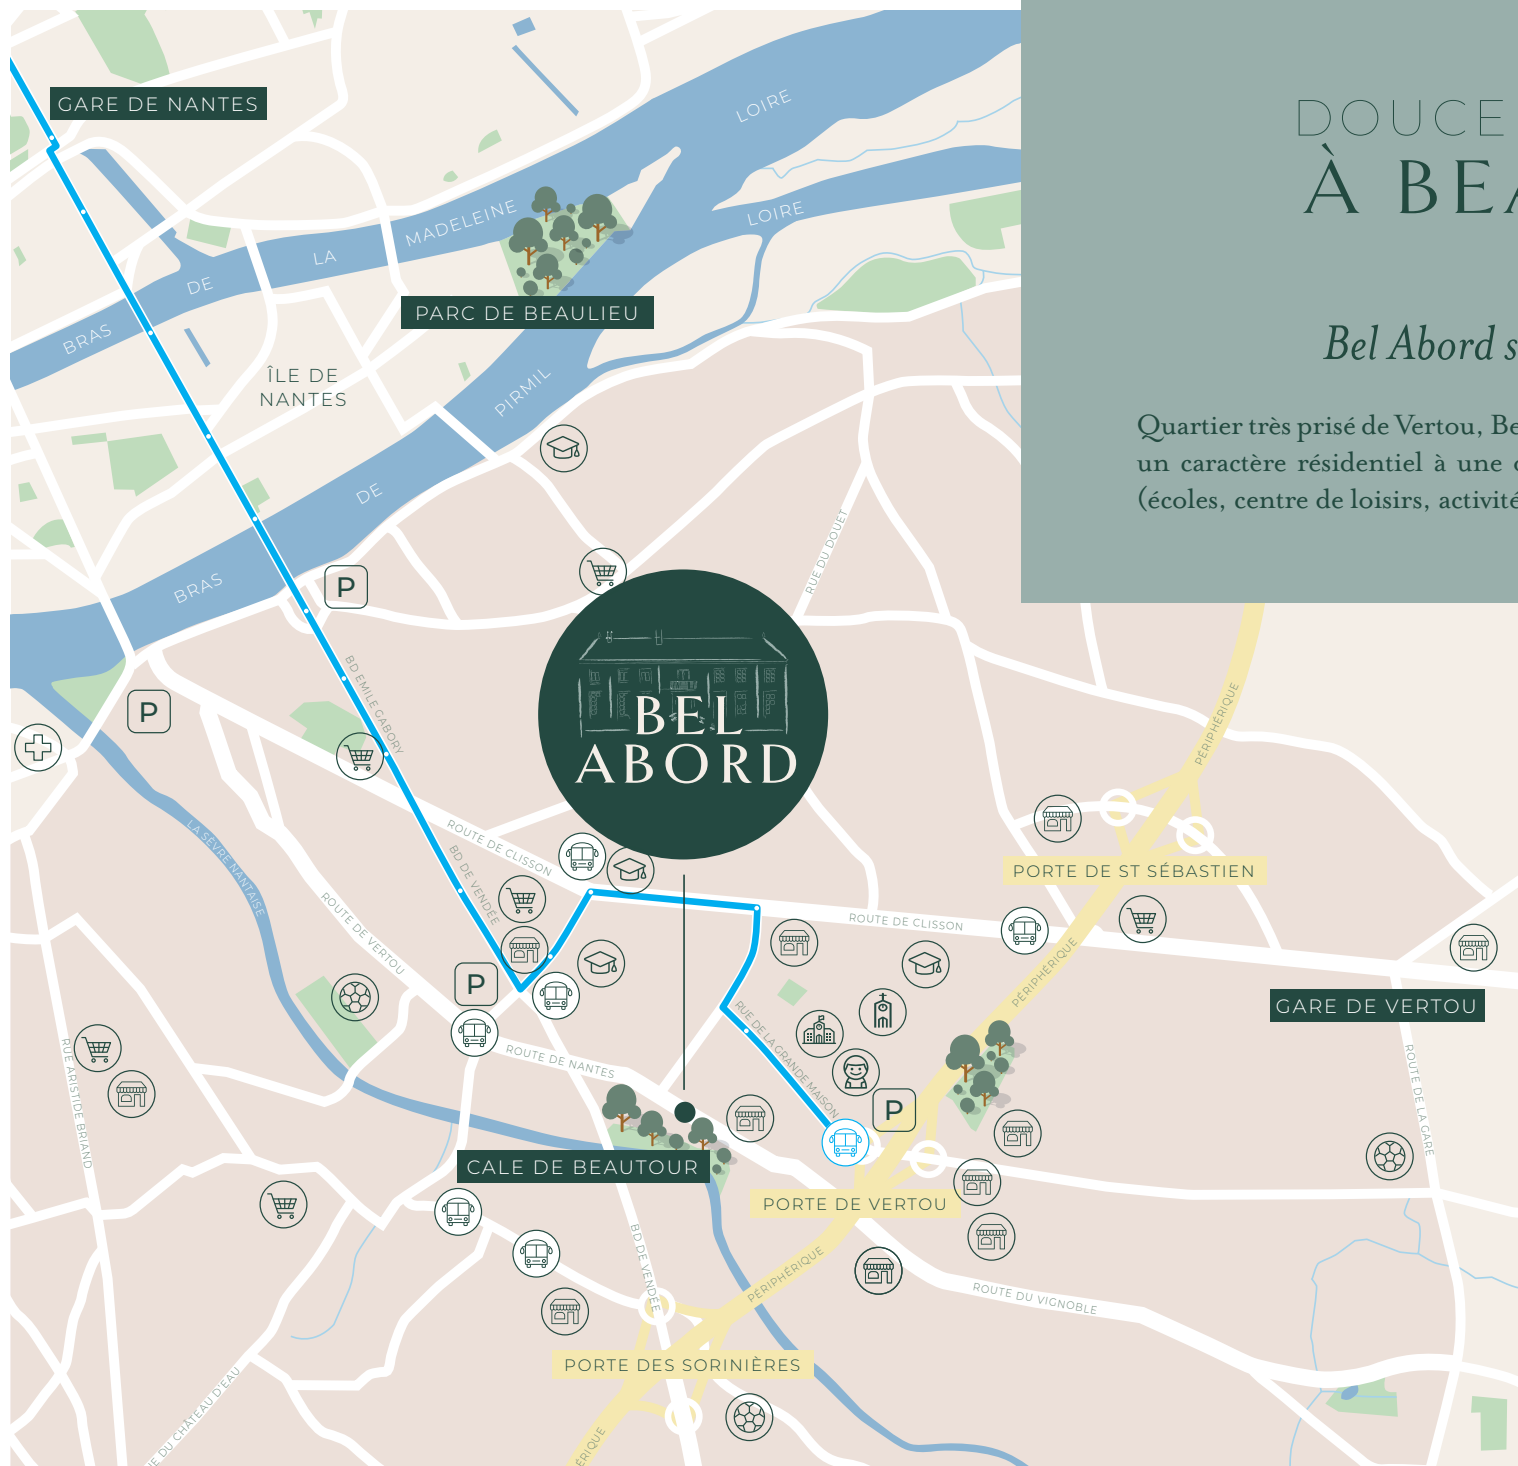 GARE DE NANTES
LOIRE
LOIRE
BRAS
DE
LA
MADELEINE
PARC DE BEAULIEU
ÎLE DE
NANTES
PIRMIL
DE
BRAS
P
P
RUE DU DOUET
BD EMILE GABORY
BEL
ABORD
PÉRIPHÉRIQUE
LA SÈVRE NANTAISE
ROUTE DE CLISSON
BD DE VENDÉE
ROUTE DE VERTOU
PORTE DE ST SÉBASTIEN
ROUTE DE CLISSON
PÉRIPHÉRIQUE
P
GARE DE VERTOU
RUE ARISTIDE BRIAND
ROUTE DE NANTES
RUE DE LA GRANDE MAISON
P
ROUTE DE LA GARE
CALE DE BEAUTOUR
PORTE DE VERTOU
BD DE VENDÉE
PÉRIPHÉRIQUE
ROUTE DU VIGNOBLE
PORTE DES SORINIÈRES
E DU CHÂTEAU D'EAU
ÉRIQUE
DOUCE
À BEA
Bel Abord s
Quartier très prisé de Vertou, Be
un caractère résidentiel à une
(écoles, centre de loisirs, activité